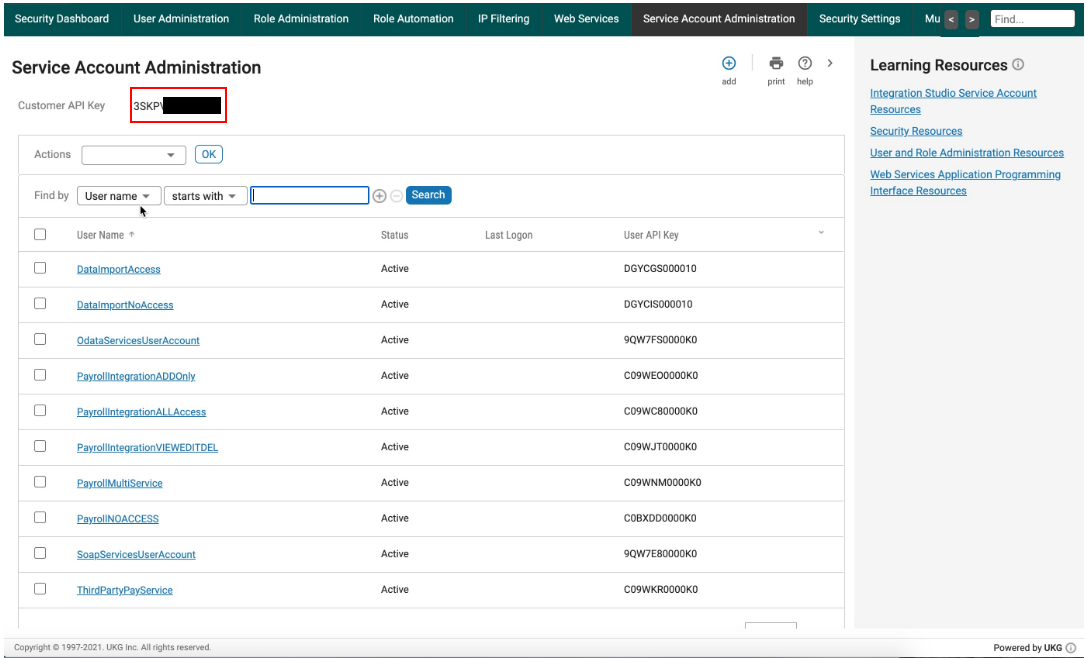 Security Dashboard User Administration Role Administration Role Automation IP Filtering Web Services Service Account Administration Security Settings Mu < > Find...
Service Account Administration
add print help
Customer API Key 3SKP
Actions OK
Find by User name starts with Search
User Name Status Last Logon User API Key
DataImportAccess Active DGYCGS000010
DataImportNoAccess Active DGYCIS000010
OdataServicesUserAccount Active 9QW7FS0000K0
PayrollIntegrationADDOnly Active C09WEO0000K0
PayrollIntegrationALLAccess Active C09WC80000K0
PayrollIntegrationVIEWEDITDEL Active C09WJT0000K0
PayrollMultiService Active C09WNM0000K0
PayrollNOACCESS Active C0BXDD0000K0
SoapServicesUserAccount Active 9QW7E80000K0
ThirdPartyPayService Active C09WKR0000K0
Learning Resources
Integration Studio Service Account
Resources
Security Resources
User and Role Administration Resources
Web Services Application Programming
Interface Resources
Copyright © 1997-2021. UKG Inc. All rights reserved. Powered by UKG